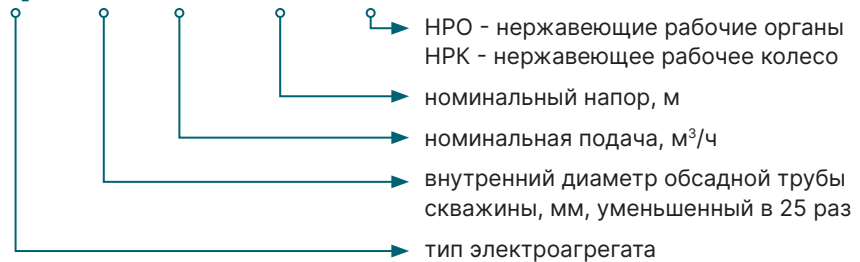 НРО - нержавеющие рабочие органы
НРК - нержавеющее рабочее колесо
номинальный напор, м
номинальная подача, м³/ч
внутренний диаметр обсадной трубы
скважины, мм, уменьшенный в 25 раз
тип электроагрегата